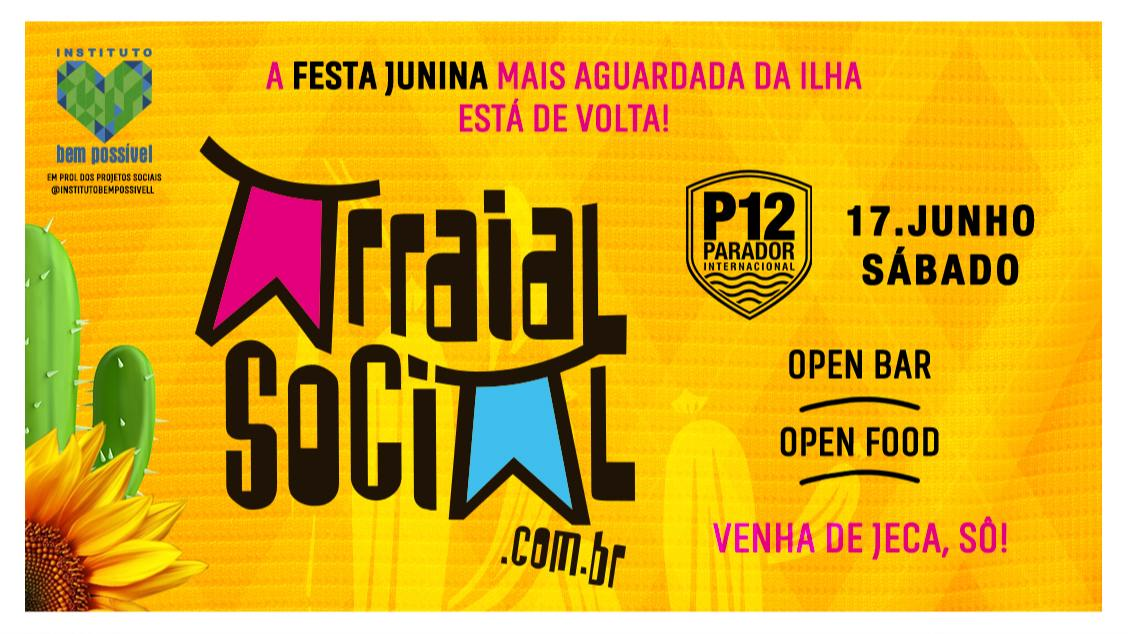 INSTITUTO
bem possível
EM PROL DOS PROJETOS SOCIAIS
@INSTITUTOBEMPOSSIVELL
A FESTA JUNINA MAIS AGUARDADA DA ILHA
ESTÁ DE VOLTA!
Arraial
Social
.com.br
P12
PARADOR
INTERNACIONAL
17.JUNHO
SÁBADO
OPEN BAR
OPEN FOOD
VENHA DE JECA, SÔ!